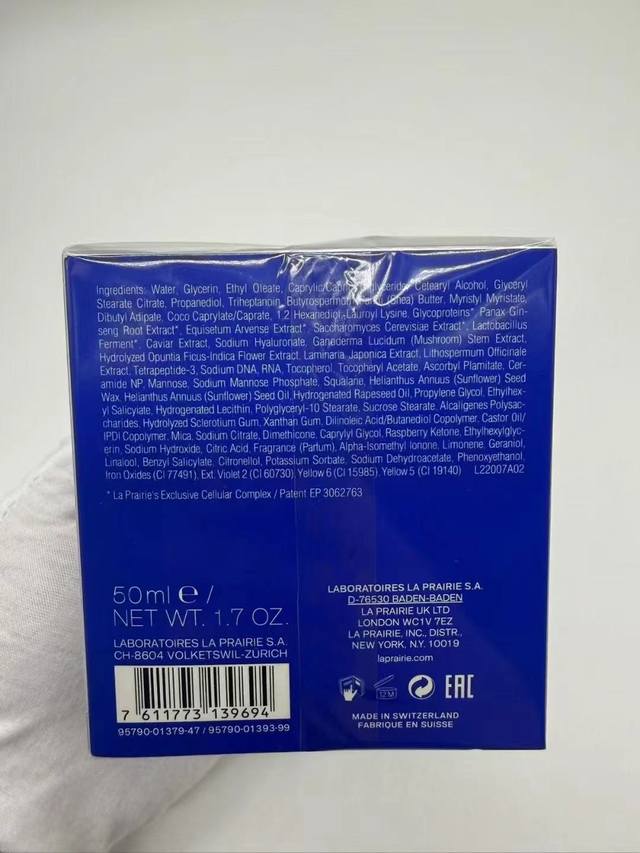 Ingredients: Water, Glycerin, Ethyl Oleate, Caprylic/Capric Triglyceride, Cetearyl Alcohol, Glyceryl
Stearate Citrate, Propanediol, Triheptanoin, Butyrospermum (Shea) Butter, Myristyl Myristate,
Dibutyl Adipate, Coco Caprylate/Caprate, 1,2 Hexanediol, Lauroyl Lysine, Glycoproteins*, Panax Gin-
seng Root Extract*, Equisetum Arvense Extract*, Saccharomyces Cerevisiae Extract*, Lactobacillus
Ferment*, Caviar Extract, Sodium Hyaluronate, Ganoderma Lucidum (Mushroom) Stem Extract,
Hydrolyzed Opuntia Ficus-Indica Flower Extract, Laminaria Japonica Extract, Lithospermum Officinale
Extract, Tetrapeptide-3, Sodium DNA, RNA, Tocopherol, Tocopheryl Acetate, Ascorbyl Plamitate, Cer-
amide NP, Mannose, Sodium Mannose Phosphate, Squalane, Helianthus Annuus (Sunflower) Seed
Wax, Helianthus Annuus (Sunflower) Seed Oil, Hydrogenated Rapeseed Oil, Propylene Glycol, Ethylhex-
yl Saliciyate, Hydrogenated Lecithin, Polyglyceryl-10 Stearate, Sucrose Stearate, Alcaligenes Polysac-
charides, Hydrolyzed Sclerotium Gum, Xanthan Gum, Dilinoleic Acid/Butanediol Copolymer, Castor Oil/
IPDI Copolymer, Mica, Sodium Citrate, Dimethicone, Caprylyl Glycol, Raspberry Ketone, Ethylhexylglyc-
erin, Sodium Hydroxide, Citric Acid, Fragrance (Parfum), Alpha-Isomethyl Ionone, Limonene, Geraniol,
Linalool, Benzyl Salicylate, Citronellol, Potassium Sorbate, Sodium Dehydroacetate, Phenoxyethanol,
Iron Oxides (CI 77491), Ext. Violet 2 (CI 60730), Yellow 6 (CI 15985), Yellow 5 (CI 19140) L22007A02
* La Prairie's Exclusive Cellular Complex / Patent EP 3062763
50ml e /
NET WT. 1.7 OZ.
LABORATOIRES LA PRAIRIE S.A.
CH-8604 VOLKETSWIL-ZURICH
7 611773 139694
95790-01379-47 / 95790-01393-99
LABORATOIRES LA PRAIRIE S.A.
D-76530 BADEN-BADEN
LA PRAIRIE UK LTD
LONDON WC1V 7EZ
LA PRAIRIE, INC., DISTR.,
NEW YORK, N.Y. 10019
laprairie.com
12 M
EAC
MADE IN SWITZERLAND
FABRIQUÉ EN SUISSE